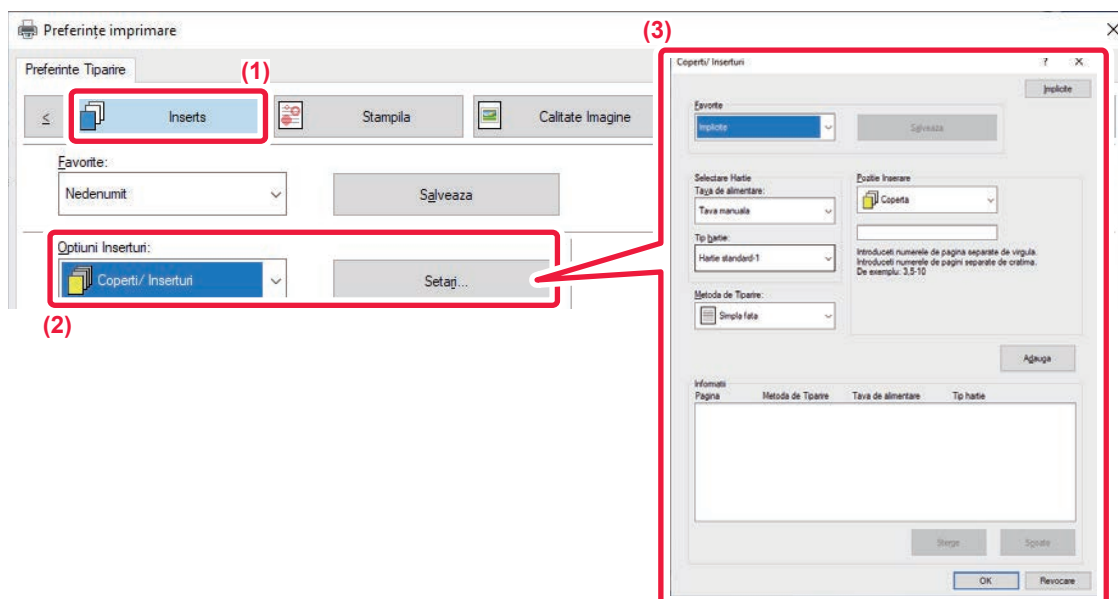 Preferințe imprimare
Preferinte Tiparire
(1)
<
Inserts
Stampila
Calitate Imagine
Favorite:
Nedenumit
Salveaza
Optiuni Inserturi:
Coperti/ Inserturi
Setari...
(2)
(3)
Coperti/ Inserturi
?
X
Implicite
Favorite
Implicite
Salveaza
Selectare Hartie
Tava de alimentare:
Tava manuala
Tip hartie:
Hartie standard-1
Metoda de Tiparire:
Simpla fata
Pozitie Inserare
Coperta
Introduceti numerele de pagina separate de virgula.
Introduceti numerele de pagini separate de cratima.
De exemplu: 3,5-10
Adauga
Informatii
Pagina Metoda de Tiparire Tava de alimentare Tip hartie
Sterge
OK
Revocare